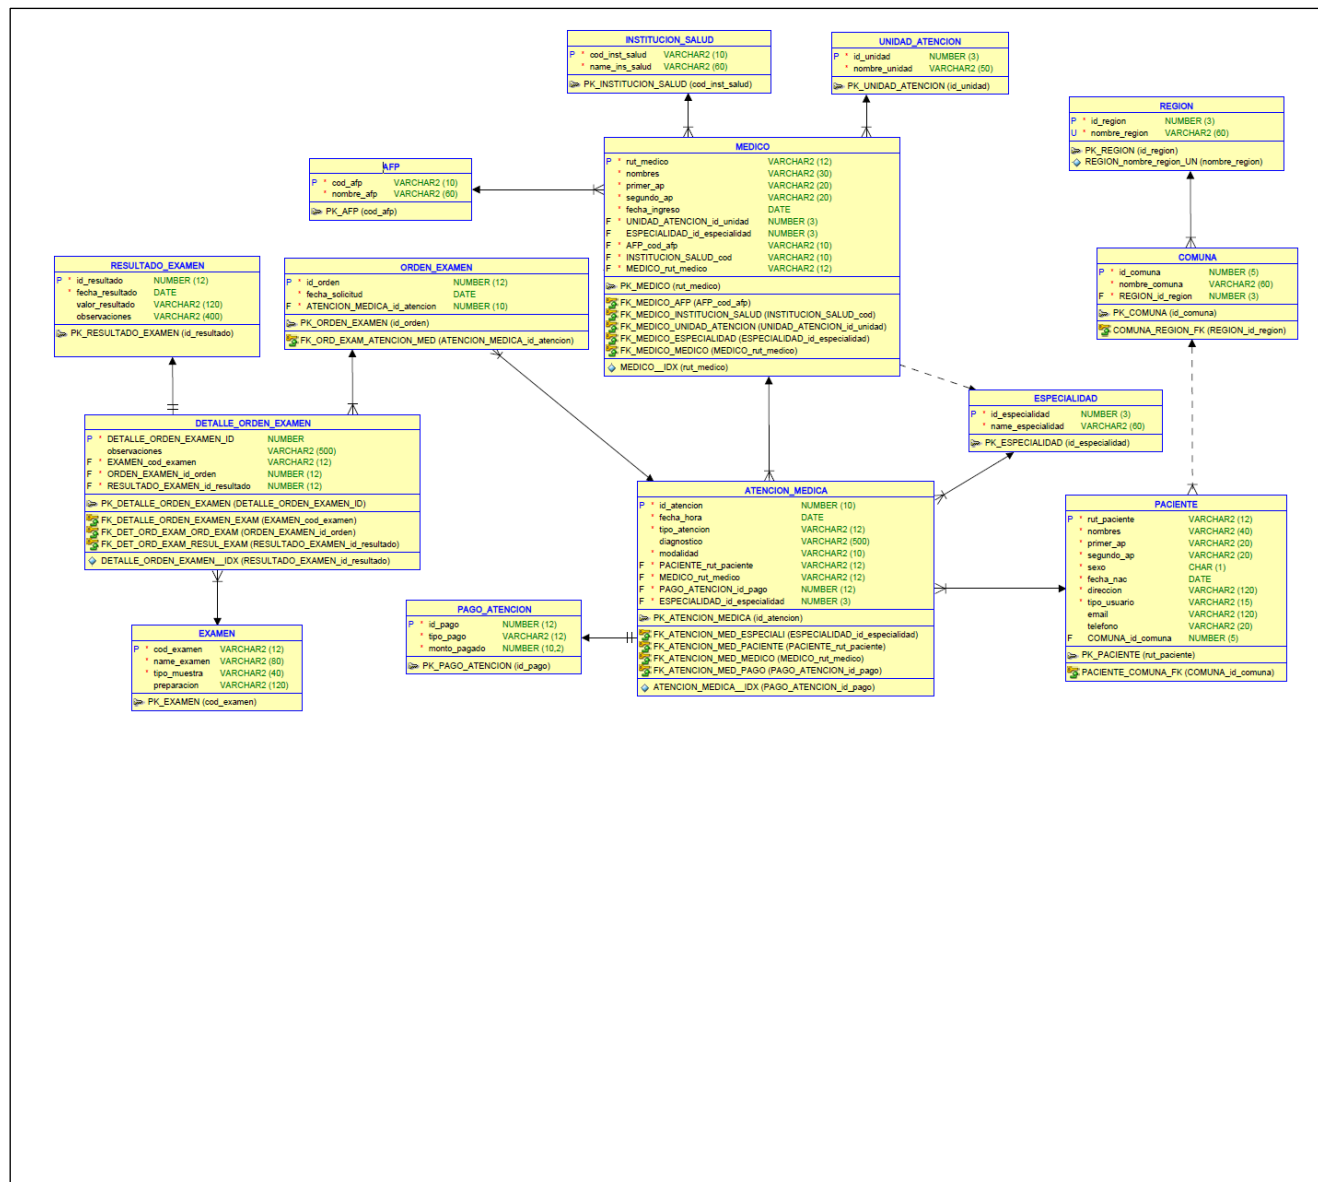 INSTITUCION_SALUD
P * cod_inst_salud VARCHAR2 (10)
* name_ins_salud VARCHAR2 (60)
PK_INSTITUCION_SALUD (cod_inst_salud)
UNIDAD_ATENCION
P * id_unidad NUMBER (3)
* nombre_unidad VARCHAR2 (50)
PK_UNIDAD_ATENCION (id_unidad)
REGION
P * id_region NUMBER (3)
U * nombre_region VARCHAR2 (60)
PK_REGION (id_region)
REGION_nombre_region_UN (nombre_region)
MEDICO
P * rut_medico VARCHAR2 (12)
* nombres VARCHAR2 (30)
* primer_ap VARCHAR2 (20)
* segundo_ap VARCHAR2 (20)
* fecha_ingreso DATE
F * UNIDAD_ATENCION_id_unidad NUMBER (3)
F ESPECIALIDAD_id_especialidad NUMBER (3)
F * AFP_cod_afp VARCHAR2 (10)
F * INSTITUCION_SALUD_cod VARCHAR2 (10)
F * MEDICO_rut_medico VARCHAR2 (12)
PK_MEDICO (rut_medico)
FK_MEDICO_AFP (AFP_cod_afp)
FK_MEDICO_INSTITUCION_SALUD (INSTITUCION_SALUD_cod)
FK_MEDICO_UNIDAD_ATENCION (UNIDAD_ATENCION_id_unidad)
FK_MEDICO_ESPECIALIDAD (ESPECIALIDAD_id_especialidad)
FK_MEDICO_MEDICO (MEDICO_rut_medico)
MEDICO__IDX (rut_medico)
AFP
P * cod_afp VARCHAR2 (10)
* nombre_afp VARCHAR2 (60)
PK_AFP (cod_afp)
RESULTADO_EXAMEN
P * id_resultado NUMBER (12)
* fecha_resultado DATE
valor_resultado VARCHAR2 (120)
observaciones VARCHAR2 (400)
PK_RESULTADO_EXAMEN (id_resultado)
ORDEN_EXAMEN
P * id_orden NUMBER (12)
* fecha_solicitud DATE
F * ATENCION_MEDICA_id_atencion NUMBER (10)
PK_ORDEN_EXAMEN (id_orden)
FK_ORD_EXAM_ATENCION_MED (ATENCION_MEDICA_id_atencion)
COMUNA
P * id_comuna NUMBER (5)
* nombre_comuna VARCHAR2 (60)
F * REGION_id_region NUMBER (3)
PK_COMUNA (id_comuna)
COMUNA_REGION_FK (REGION_id_region)
ESPECIALIDAD
P * id_especialidad NUMBER (3)
* name_especialidad VARCHAR2 (60)
PK_ESPECIALIDAD (id_especialidad)
DETALLE_ORDEN_EXAMEN
P * DETALLE_ORDEN_EXAMEN_ID NUMBER
observaciones VARCHAR2 (500)
F * EXAMEN_cod_examen VARCHAR2 (12)
F * ORDEN_EXAMEN_id_orden NUMBER (12)
F * RESULTADO_EXAMEN_id_resultado NUMBER (12)
PK_DETALLE_ORDEN_EXAMEN (DETALLE_ORDEN_EXAMEN_ID)
FK_DETALLE_ORDEN_EXAMEN_EXAM (EXAMEN_cod_examen)
FK_DET_ORD_EXAM_ORD_EXAM (ORDEN_EXAMEN_id_orden)
FK_DET_ORD_EXAM_RESUL_EXAM (RESULTADO_EXAMEN_id_resultado)
DETALLE_ORDEN_EXAMEN__IDX (RESULTADO_EXAMEN_id_resultado)
ATENCION_MEDICA
P * id_atencion NUMBER (10)
* fecha_hora DATE
* tipo_atencion VARCHAR2 (12)
diagnostico VARCHAR2 (500)
* modalidad VARCHAR2 (10)
F * PACIENTE_rut_paciente VARCHAR2 (12)
F * MEDICO_rut_medico VARCHAR2 (12)
F * PAGO_ATENCION_id_pago NUMBER (12)
F * ESPECIALIDAD_id_especialidad NUMBER (3)
PK_ATENCION_MEDICA (id_atencion)
FK_ATENCION_MED_ESPECIALI (ESPECIALIDAD_id_especialidad)
FK_ATENCION_MED_PACIENTE (PACIENTE_rut_paciente)
FK_ATENCION_MED_MEDICO (MEDICO_rut_medico)
FK_ATENCION_MED_PAGO (PAGO_ATENCION_id_pago)
ATENCION_MEDICA__IDX (PAGO_ATENCION_id_pago)
PACIENTE
P * rut_paciente VARCHAR2 (12)
* nombres VARCHAR2 (40)
* primer_ap VARCHAR2 (20)
* segundo_ap VARCHAR2 (20)
* sexo CHAR (1)
* fecha_nac DATE
* direccion VARCHAR2 (120)
* tipo_usuario VARCHAR2 (15)
email VARCHAR2 (120)
telefono VARCHAR2 (20)
F COMUNA_id_comuna NUMBER (5)
PK_PACIENTE (rut_paciente)
PACIENTE_COMUNA_FK (COMUNA_id_comuna)
PAGO_ATENCION
P * id_pago NUMBER (12)
* tipo_pago VARCHAR2 (12)
* monto_pagado NUMBER (10,2)
PK_PAGO_ATENCION (id_pago)
EXAMEN
P * cod_examen VARCHAR2 (12)
* name_examen VARCHAR2 (80)
* tipo_muestra VARCHAR2 (40)
preparacion VARCHAR2 (120)
PK_EXAMEN (cod_examen)